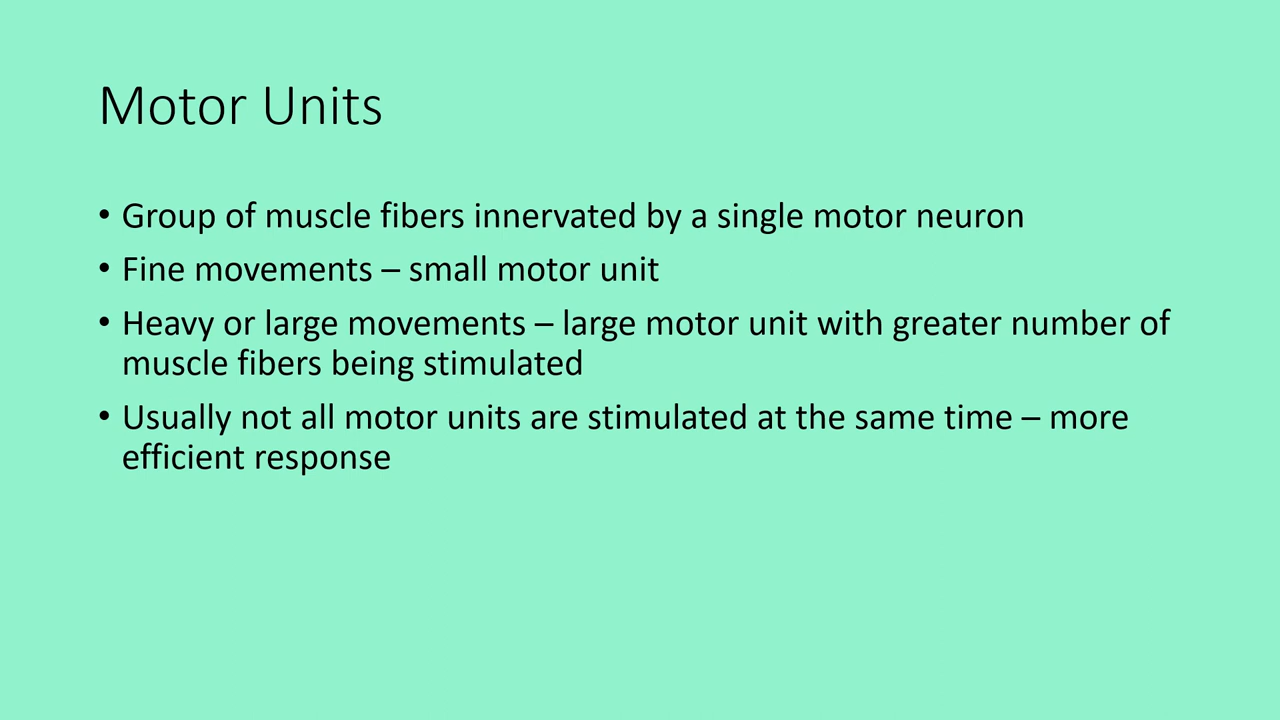 Motor Units
• Group of muscle fibers innervated by a single motor neuron
• Fine movements – small motor unit
• Heavy or large movements – large motor unit with greater number of
muscle fibers being stimulated
• Usually not all motor units are stimulated at the same time – more
efficient response